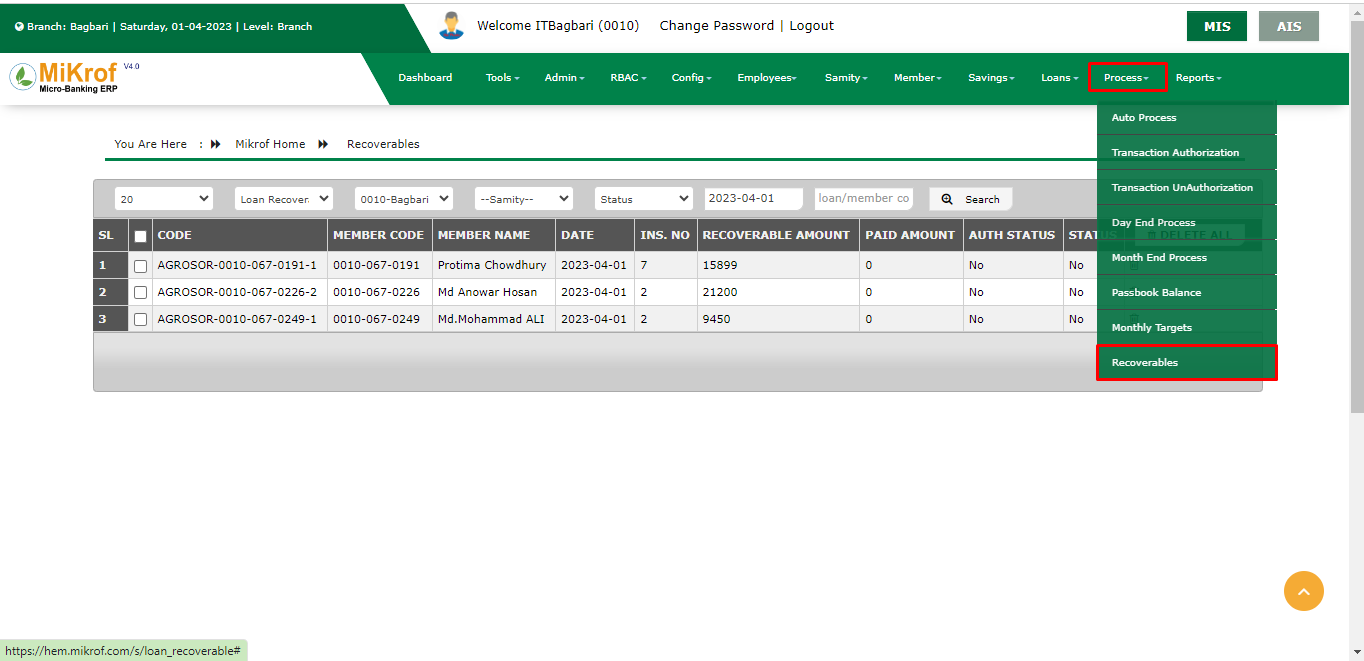 Branch: Bagbari | Saturday, 01-04-2023 | Level: Branch
Welcome ITBagbari (0010) Change Password | Logout
MIS AIS
MiKrof V4.0
Micro-Banking ERP
Dashboard Tools Admin RBAC Config Employees Samity Member Savings Loans Process Reports
Auto Process
Transaction Authorization
Transaction UnAuthorization
Day End Process
Month End Process
Passbook Balance
Monthly Targets
Recoverables
You Are Here : Mikrof Home Recoverables
20 Loan Recover 0010-Bagbari --Samity-- Status 2023-04-01 loan/member co Search
SL CODE MEMBER CODE MEMBER NAME DATE INS. NO RECOVERABLE AMOUNT PAID AMOUNT AUTH STATUS STATUS DELETE ALL
1 AGROSOR-0010-067-0191-1 0010-067-0191 Protima Chowdhury 2023-04-01 7 15899 0 No No
2 AGROSOR-0010-067-0226-2 0010-067-0226 Md Anowar Hosan 2023-04-01 2 21200 0 No No
3 AGROSOR-0010-067-0249-1 0010-067-0249 Md.Mohammad ALI 2023-04-01 2 9450 0 No No
https://hem.mikrof.com/s/loan_recoverable#